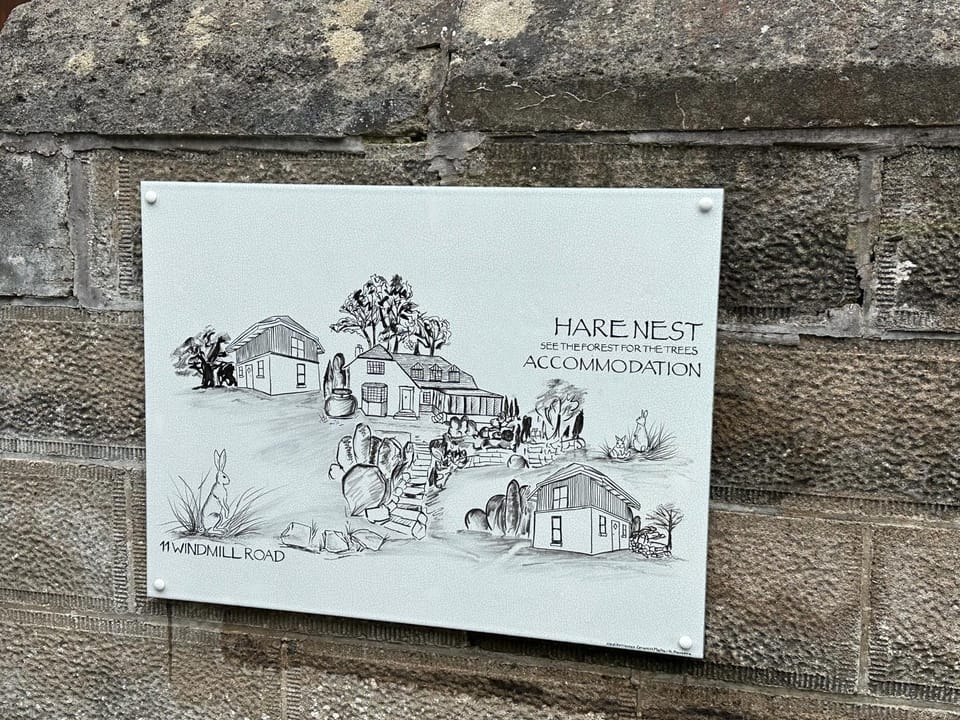 HARE NEST
SEE THE FOREST FOR THE TREES
ACCOMMODATION
11 WINDMILL ROAD